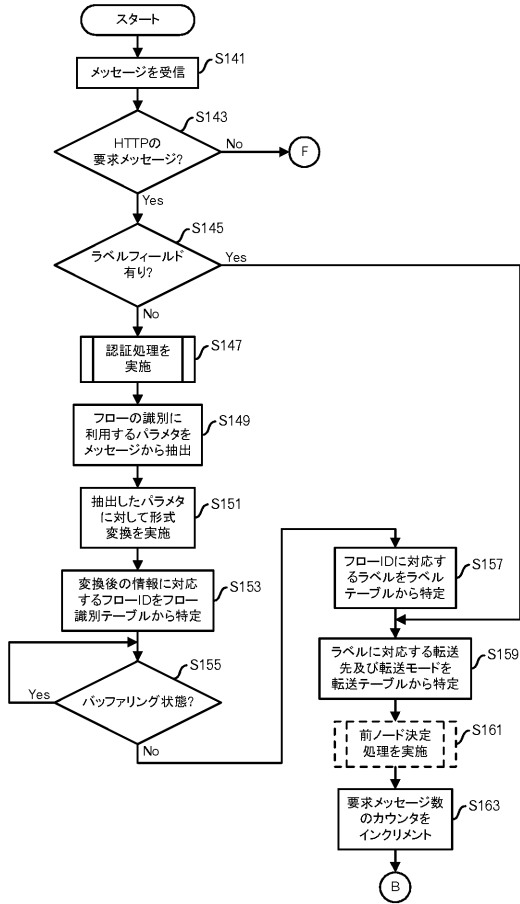 スタート
メッセージを受信
S141
HTTPの
要求メッセージ?
S143
No
F
Yes
ラベルフィールド
有り?
S145
Yes
No
認証処理を
実施
S147
フローの識別に
利用するパラメタを
メッセージから抽出
S149
抽出したパラメタ
に対して形式
変換を実施
S151
変換後の情報に対応
するフローIDをフロー
識別テーブルから特定
S153
バッファリング状態?
S155
Yes
No
フローIDに対応す
るラベルをラベル
テーブルから特定
S157
ラベルに対応する転送
先及び転送モードを
転送テーブルから特定
S159
前ノード決定
処理を実施
S161
要求メッセージ数
のカウンタを
インクリメント
S163
B